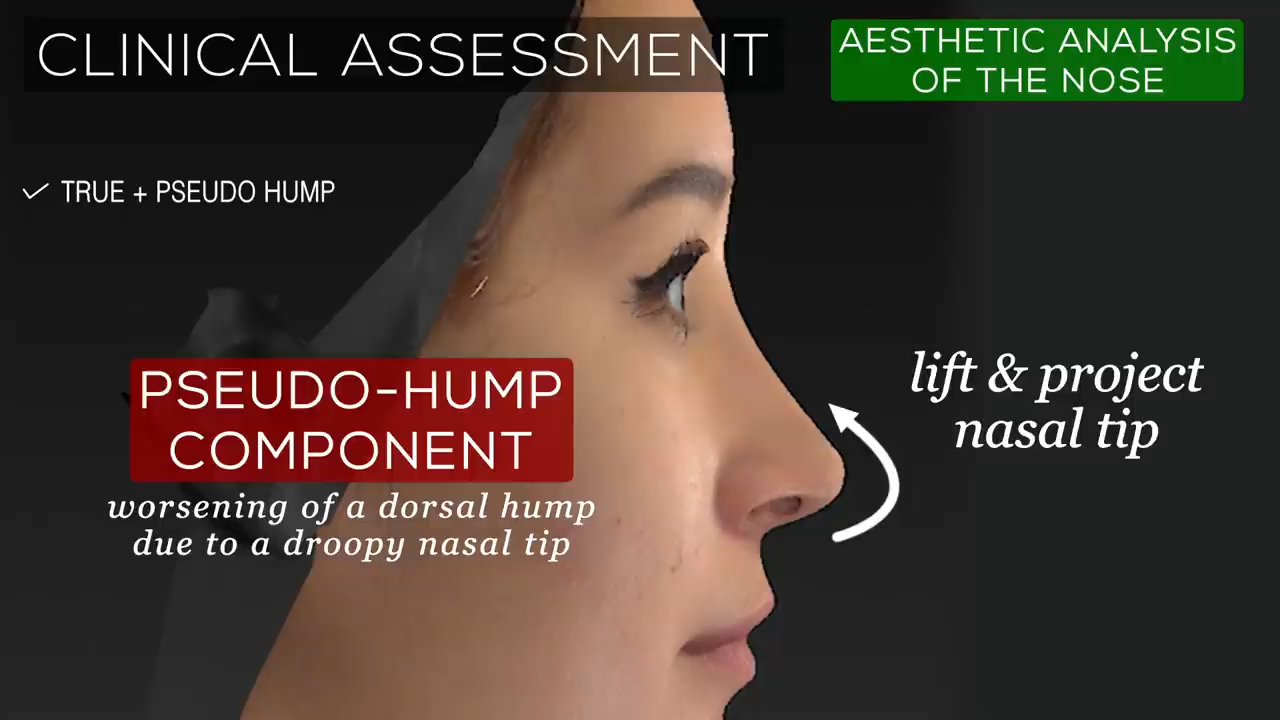 CLINICAL ASSESSMENT
AESTHETIC ANALYSIS
OF THE NOSE
✓ TRUE + PSEUDO HUMP
PSEUDO-HUMP
COMPONENT
worsening of a dorsal hump
due to a droopy nasal tip
lift & project
nasal tip